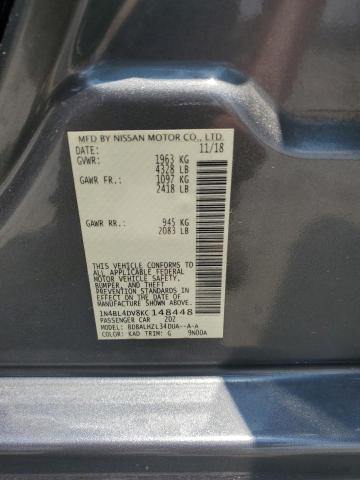 MFD BY NISSAN MOTOR CO., LTD.
DATE: 11/18
GVWR: 1963 KG
4328 LB
GAWR FR.: 1097 KG
2418 LB
GAWR RR.: 945 KG
2083 LB
THIS VEHICLE CONFORMS TO
ALL APPLICABLE FEDERAL
MOTOR VEHICLE SAFETY,
BUMPER, AND THEFT
PREVENTION STANDARDS IN
EFFECT ON THE DATE OF
MANUFACTURE SHOWN ABOVE.
1N4BL4DV8KC148448
PASSENGER CAR 202
MODEL: BDBALHZL34DUA--A-A
COLOR: KAD TRIM: G 9N00A